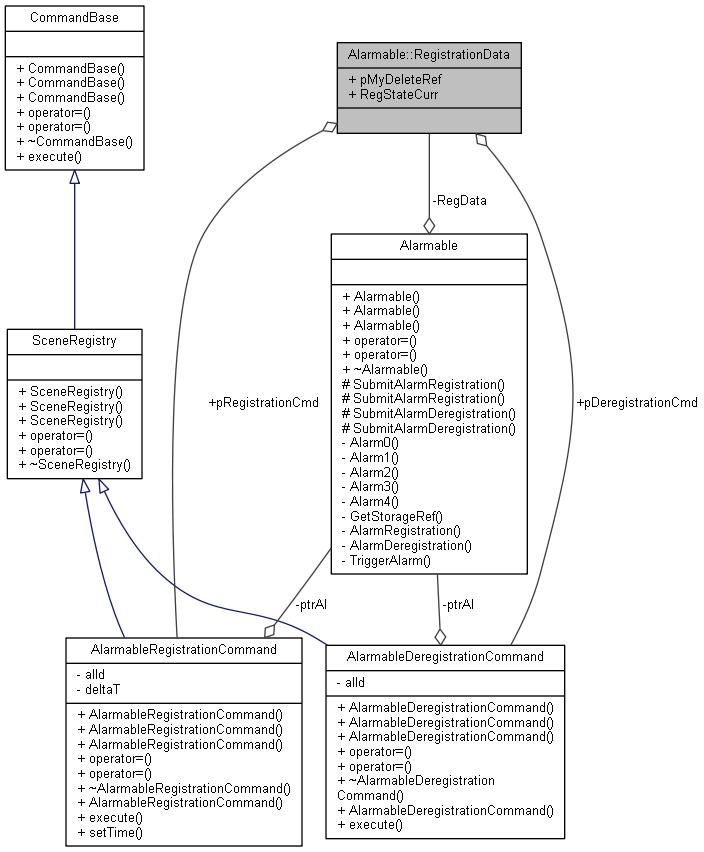 CommandBase
+ CommandBase()
+ CommandBase()
+ CommandBase()
+ operator=()
+ operator=()
+ ~CommandBase()
+ execute()
Alarmable::RegistrationData
+ pMyDeleteRef
+ RegStateCurr
-RegData
Alarmable
+ Alarmable()
+ Alarmable()
+ Alarmable()
+ operator=()
+ operator=()
+ ~Alarmable()
# SubmitAlarmRegistration()
# SubmitAlarmRegistration()
# SubmitAlarmDeregistration()
# SubmitAlarmDeregistration()
- Alarm0()
- Alarm1()
- Alarm2()
- Alarm3()
- Alarm4()
- GetStorageRef()
- AlarmRegistration()
- AlarmDeregistration()
- TriggerAlarm()
SceneRegistry
+ SceneRegistry()
+ SceneRegistry()
+ SceneRegistry()
+ operator=()
+ operator=()
+ ~SceneRegistry()
+pRegistrationCmd
+pDeregistrationCmd
-ptrAl
-ptrAl
AlarmableRegistrationCommand
- alId
- deltaT
+ AlarmableRegistrationCommand()
+ AlarmableRegistrationCommand()
+ AlarmableRegistrationCommand()
+ operator=()
+ operator=()
+ ~AlarmableRegistrationCommand()
+ AlarmableRegistrationCommand()
+ execute()
+ setTime()
AlarmableDeregistrationCommand
- alId
+ AlarmableDeregistrationCommand()
+ AlarmableDeregistrationCommand()
+ AlarmableDeregistrationCommand()
+ operator=()
+ operator=()
+ ~AlarmableDeregistration
Command()
+ AlarmableDeregistrationCommand()
+ execute()